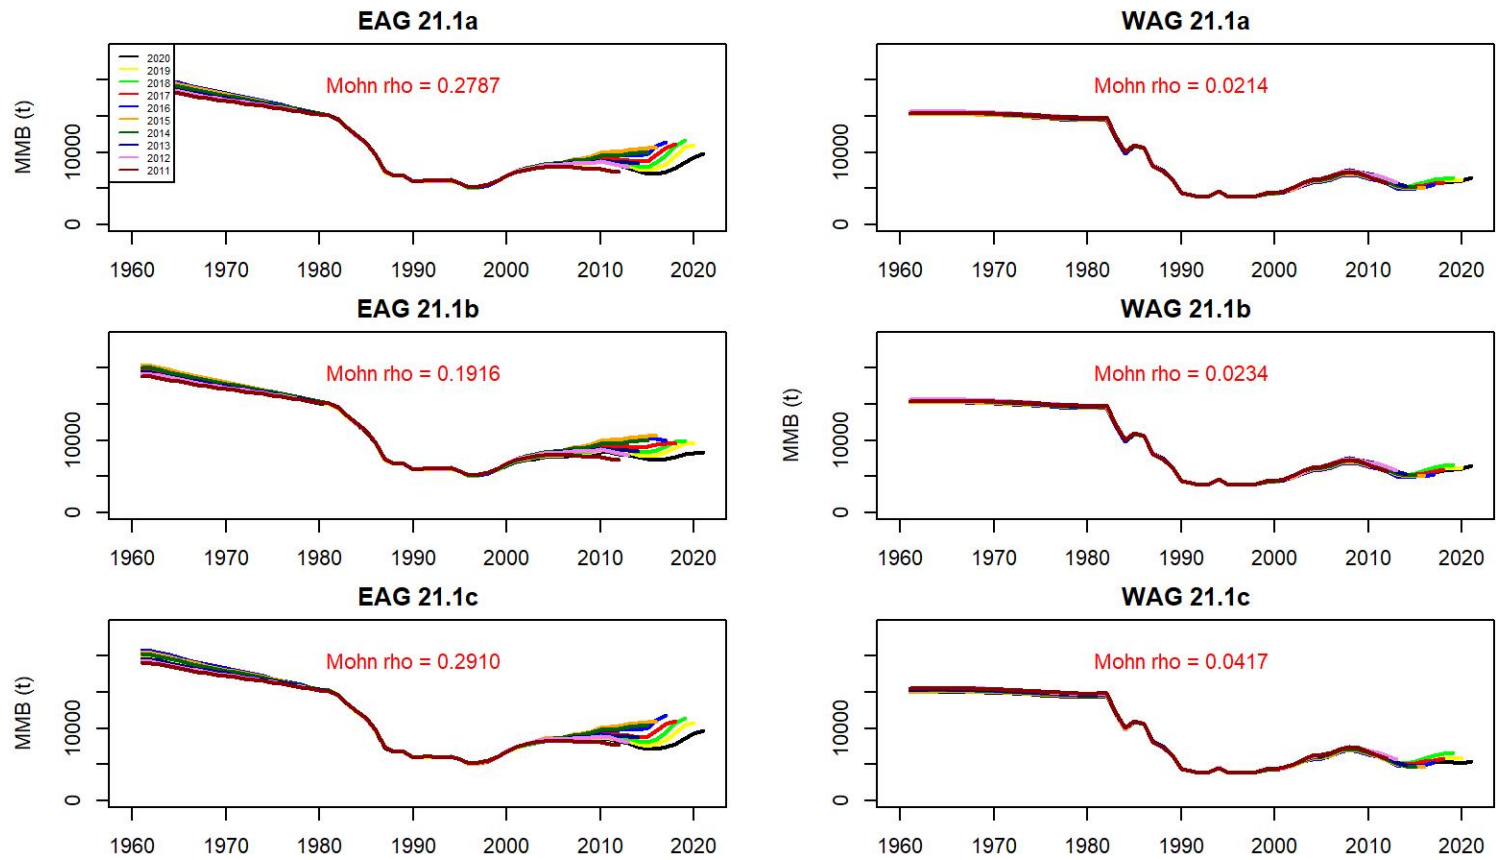 EAG 21.1a
MMB (t)
0
10000
2020
2019
2018
2017
2016
2015
2014
2013
2012
2011
Mohn rho = 0.2787
1960 1970 1980 1990 2000 2010 2020
WAG 21.1a
0
10000
Mohn rho = 0.0214
1960 1970 1980 1990 2000 2010 2020
EAG 21.1b
0
10000
Mohn rho = 0.1916
1960 1970 1980 1990 2000 2010 2020
WAG 21.1b
MMB (t)
0
10000
Mohn rho = 0.0234
1960 1970 1980 1990 2000 2010 2020
EAG 21.1c
MMB (t)
0
10000
Mohn rho = 0.2910
1960 1970 1980 1990 2000 2010 2020
WAG 21.1c
0
10000
Mohn rho = 0.0417
1960 1970 1980 1990 2000 2010 2020